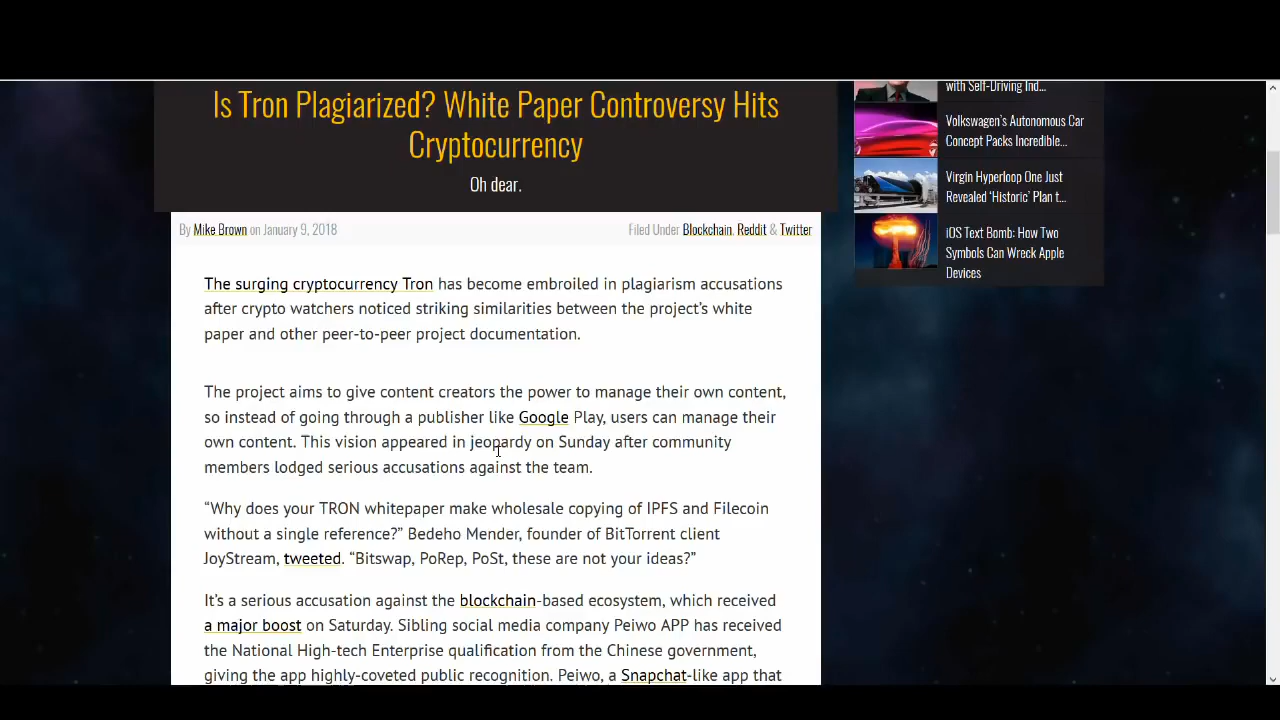 Is Tron Plagiarized? White Paper Controversy Hits
Cryptocurrency
Oh dear.
By Mike Brown on January 9, 2018
Filed Under Blockchain, Reddit & Twitter
The surging cryptocurrency Tron has become embroiled in plagiarism accusations
after crypto watchers noticed striking similarities between the project's white
paper and other peer-to-peer project documentation.
The project aims to give content creators the power to manage their own content,
so instead of going through a publisher like Google Play, users can manage their
own content. This vision appeared in jeopardy on Sunday after community
members lodged serious accusations against the team.
“Why does your TRON whitepaper make wholesale copying of IPFS and Filecoin
without a single reference?” Bedeho Mender, founder of BitTorrent client
JoyStream, tweeted. “Bitswap, PoRep, PoSt, these are not your ideas?”
It’s a serious accusation against the blockchain-based ecosystem, which received
a major boost on Saturday. Sibling social media company Peiwo APP has received
the National High-tech Enterprise qualification from the Chinese government,
giving the app highly-coveted public recognition. Peiwo, a Snapchat-like app that
with Self-Driving Ind...
Volkswagen's Autonomous Car
Concept Packs Incredible...
Virgin Hyperloop One Just
Revealed ‘Historic’ Plan t...
iOS Text Bomb: How Two
Symbols Can Wreck Apple
Devices